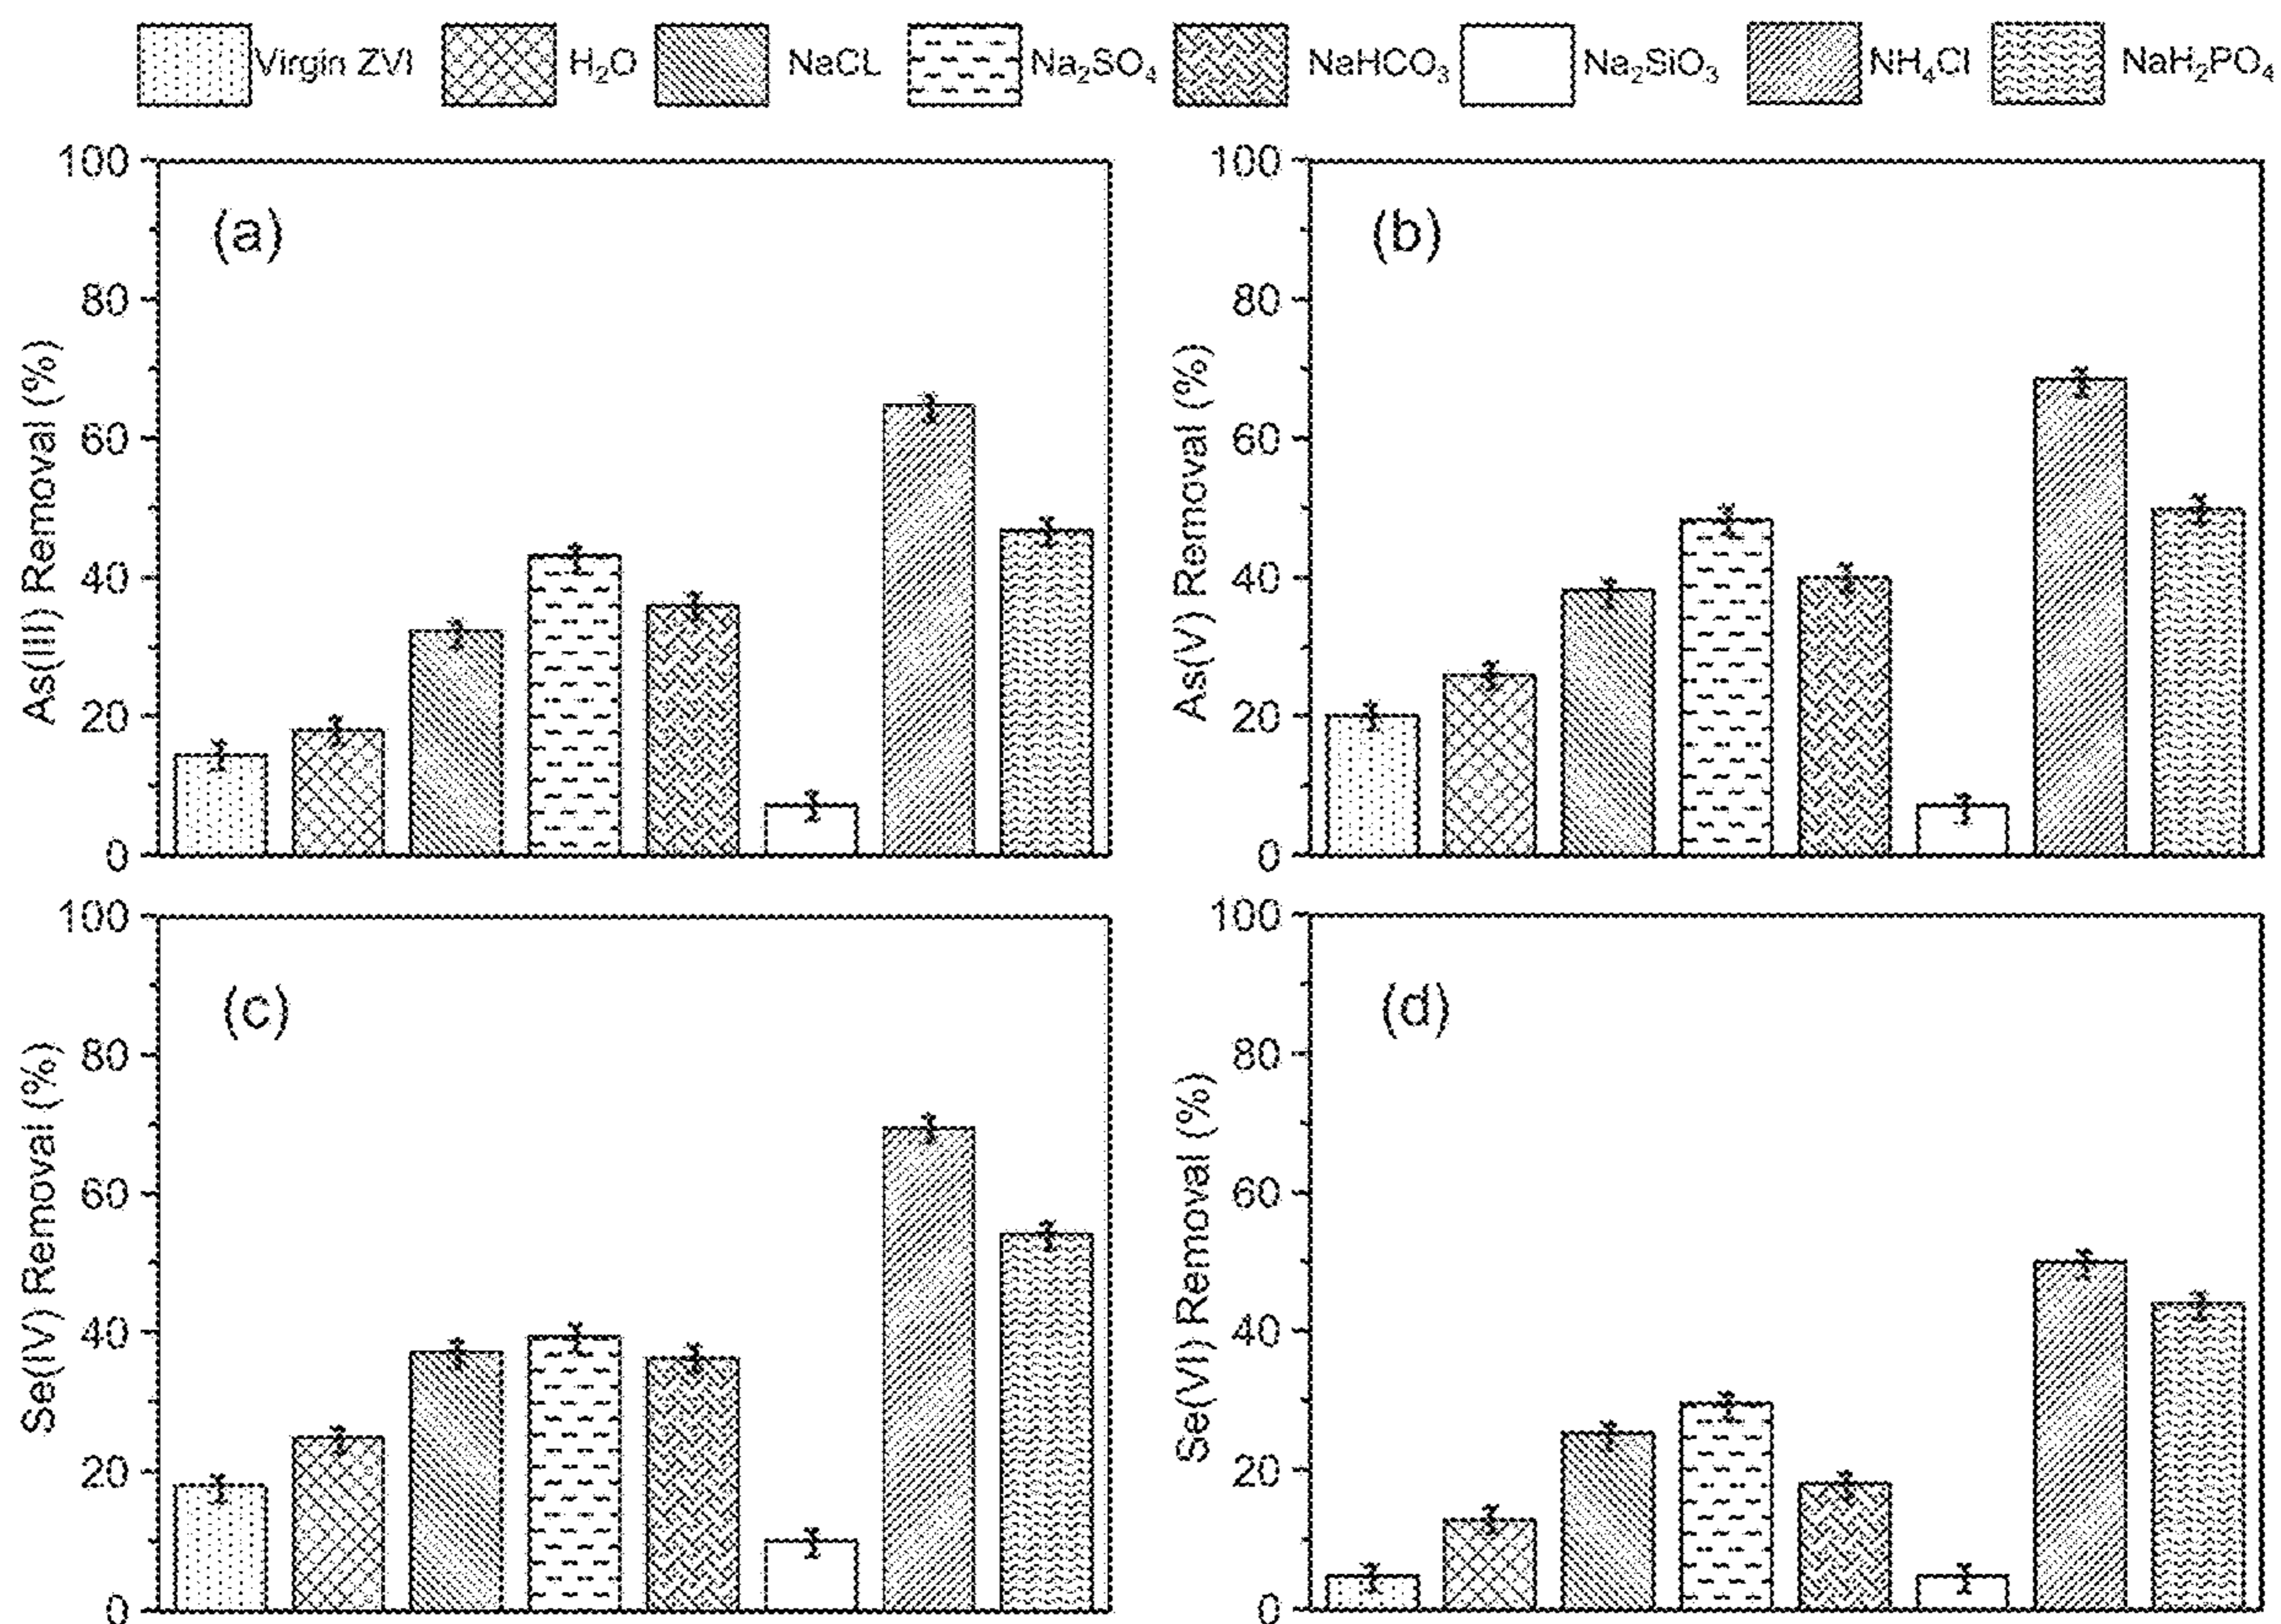 Virgin ZVI H₂O NaCL Na₂SO₄ NaHCO₃ Na₂SiO₃ NH₄Cl NaH₂PO₄
(a)
As(III) Removal (%)
100
80
60
40
20
0
(b)
As(V) Removal (%)
100
80
60
40
20
0
(c)
Se(IV) Removal (%)
100
80
60
40
20
0
(d)
Se(VI) Removal (%)
100
80
60
40
20
0